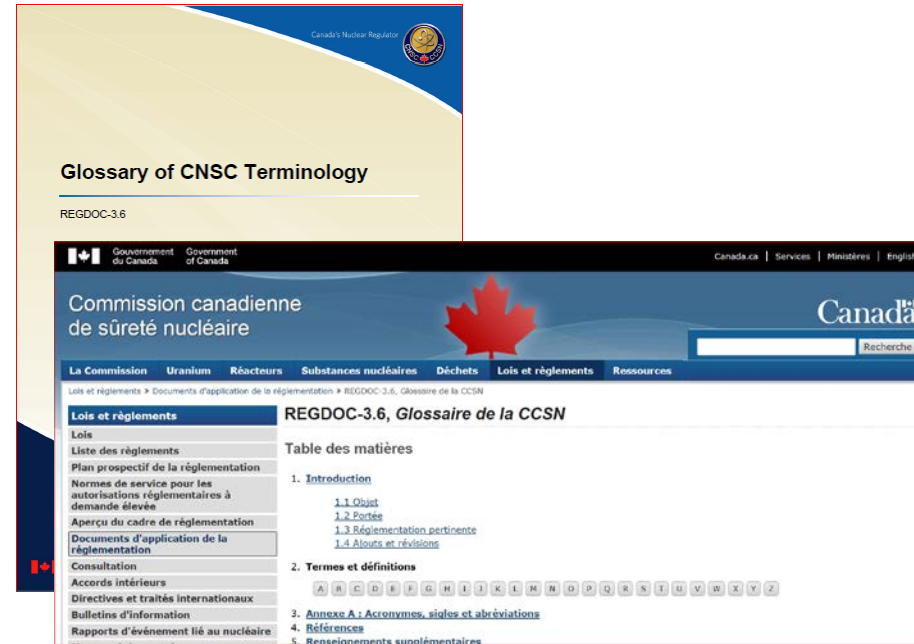 Canada's Nuclear Regulator
CNSC CCSN
Glossary of CNSC Terminology
REGDOC-3.6
Gouvernement du Canada
Government of Canada
Canada.ca | Services | Ministères | English
Commission canadienne
de sûreté nucléaire
Canada
Recherche
La Commission Uranium Réacteurs Substances nucléaires Déchets Lois et règlements Ressources
Lois et règlements > Documents d'application de la réglementation > REGDOC-3.6, Glossaire de la CCSN
Lois et règlements
Lois
Liste des règlements
Plan prospectif de la réglementation
Normes de service pour les
autorisations réglementaires à
demande élevée
Aperçu du cadre de réglementation
Documents d'application de la
réglementation
Consultation
Accords intérieurs
Directives et traités internationaux
Bulletins d'information
Rapports d'événement lié au nucléaire
REGDOC-3.6, Glossaire de la CCSN
Table des matières
1. Introduction
1.1 Objet
1.2 Portée
1.3 Réglementation pertinente
1.4 Ajouts et révisions
2. Termes et définitions
A B C D E F G H I J K L M N O P Q R S T U V W X Y Z
3. Annexe A : Acronymes, sigles et abréviations
4. Références
5. Renseignements supplémentaires